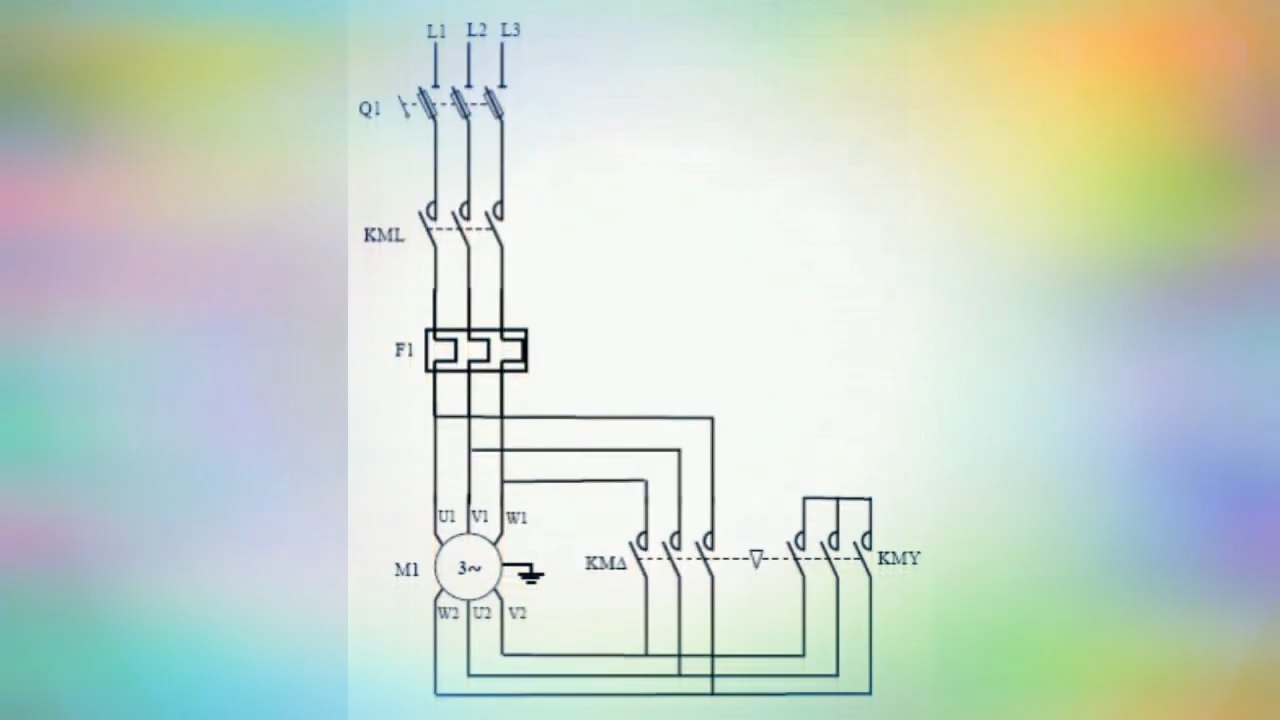 L1 L2 L3
Q1
KML
F1
U1 V1 W1
M1 3~ KMΔ KMY
W2 U2 V2